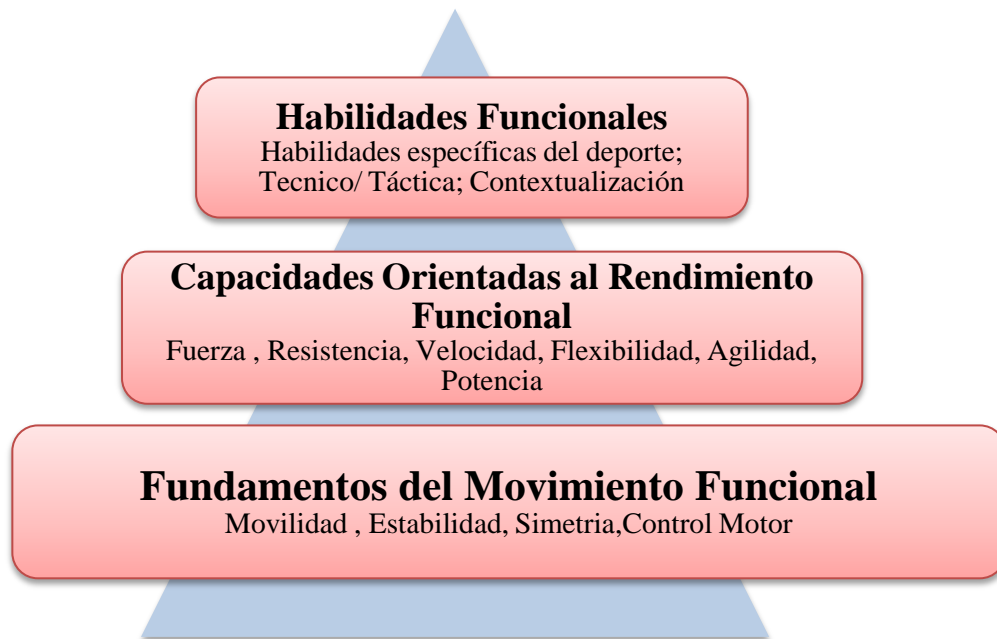 Habilidades Funcionales
Habilidades específicas del deporte;
Tecnico/ Táctica; Contextualización
Capacidades Orientadas al Rendimiento
Funcional
Fuerza , Resistencia, Velocidad, Flexibilidad, Agilidad,
Potencia
Fundamentos del Movimiento Funcional
Movilidad , Estabilidad, Simetria,Control Motor